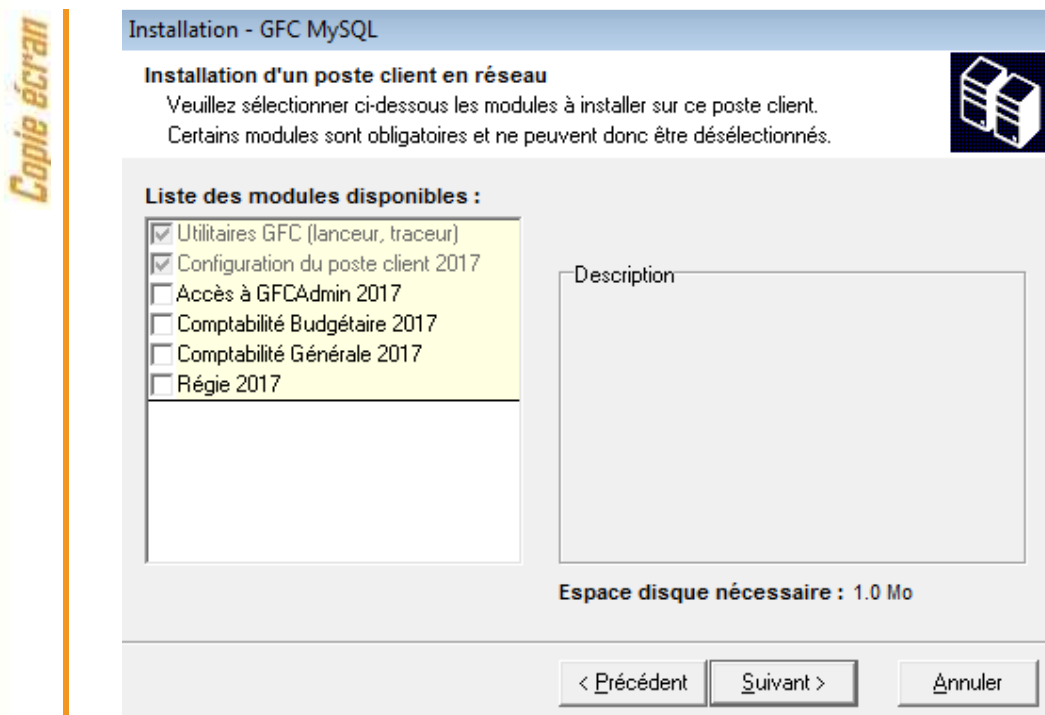 Copie écran
Installation - GFC MySQL
Installation d'un poste client en réseau
Veuillez sélectionner ci-dessous les modules à installer sur ce poste client.
Certains modules sont obligatoires et ne peuvent donc être désélectionnés.
Liste des modules disponibles :
Utilitaires GFC (lanceur, traceur)
Configuration du poste client 2017
Accès à GFCAdmin 2017
Comptabilité Budgétaire 2017
Comptabilité Générale 2017
Régie 2017
Description
Espace disque nécessaire : 1.0 Mo
< Précédent
Suivant >
Annuler